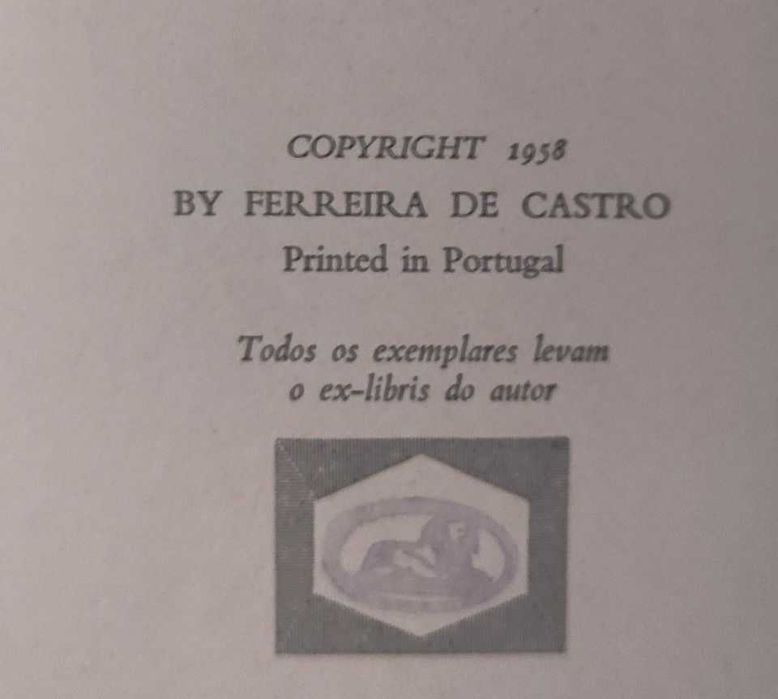 COPYRIGHT 1958
BY FERREIRA DE CASTRO
Printed in Portugal
Todos os exemplares levam
o ex-libris do autor